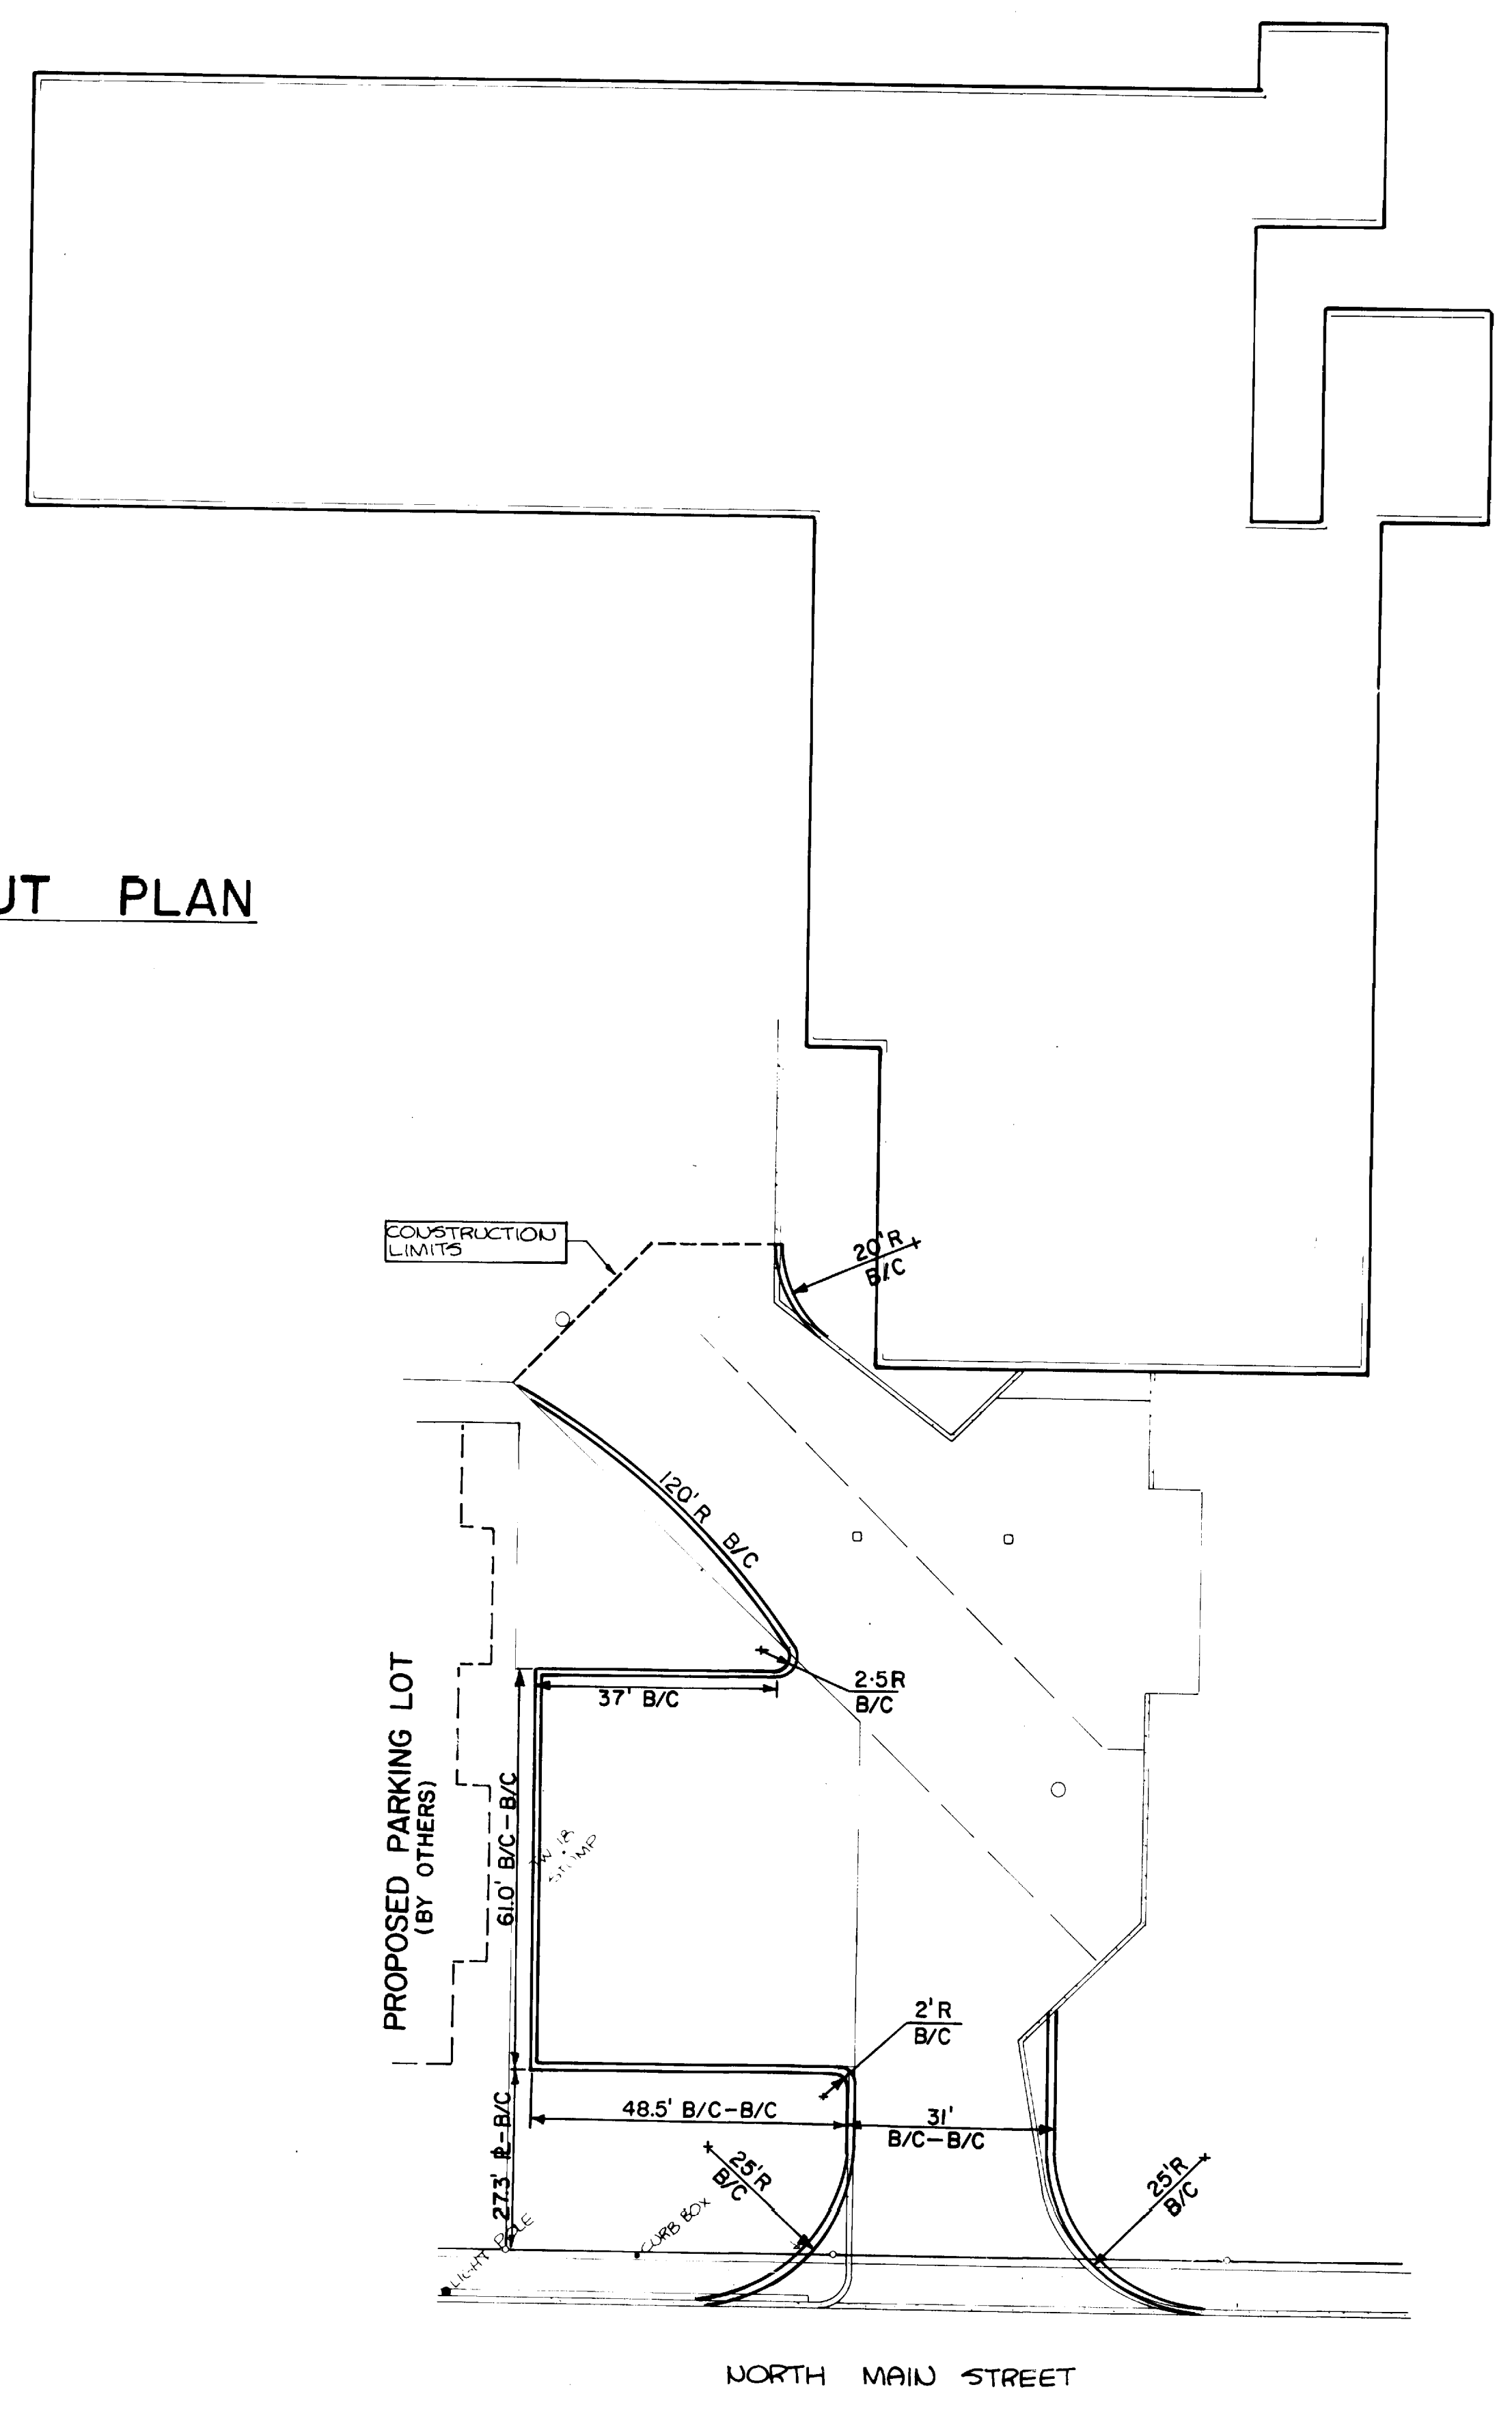 UT PLAN
CONSTRUCTION
LIMITS
20'R
B/C
120' R B/C
37' B/C
2.5R
B/C
PROPOSED PARKING LOT
(BY OTHERS)
61.0' B/C-B/C
18
2'R
B/C
48.5' B/C-B/C
31'
B/C-B/C
27.3' P-B/C
25'R
B/C
25'R
B/C
LIGHT POLE
CURB BOX
NORTH MAIN STREET